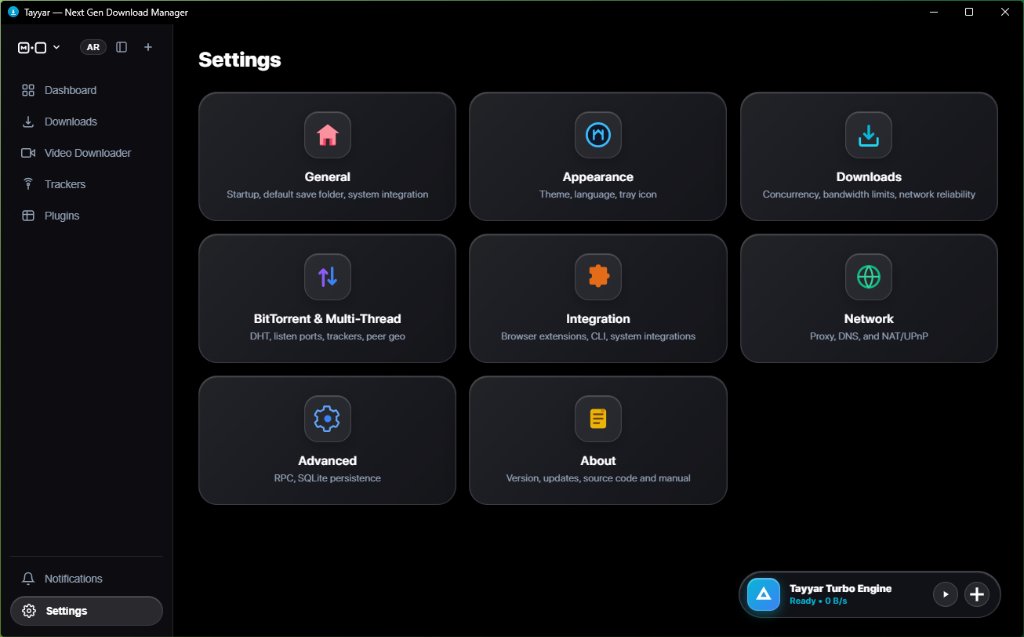 Tayyar — Next Gen Download Manager
AR
Dashboard
Downloads
Video Downloader
Trackers
Plugins
Notifications
Settings
Settings
General
Startup, default save folder, system integration
Appearance
Theme, language, tray icon
Downloads
Concurrency, bandwidth limits, network reliability
BitTorrent & Multi-Thread
DHT, listen ports, trackers, peer geo
Integration
Browser extensions, CLI, system integrations
Network
Proxy, DNS, and NAT/UPnP
Advanced
RPC, SQLite persistence
About
Version, updates, source code and manual
Tayyar Turbo Engine
Ready • 0 B/s